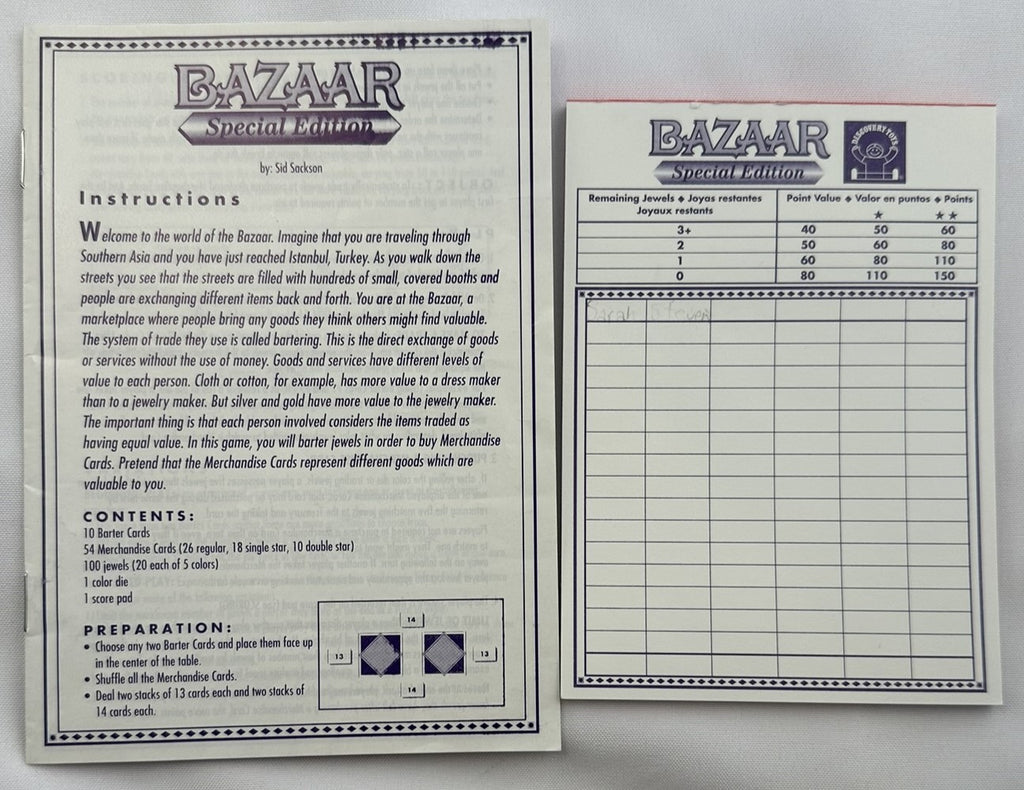 BAZAAR
Special Edition
by: Sid Sackson
Instructions
Welcome to the world of the Bazaar. Imagine that you are traveling through
Southern Asia and you have just reached Istanbul, Turkey. As you walk down the
streets you see that the streets are filled with hundreds of small, covered booths and
people are exchanging different items back and forth. You are at the Bazaar, a
marketplace where people bring any goods they think others might find valuable.
The system of trade they use is called bartering. This is the direct exchange of goods
or services without the use of money. Goods and services have different levels of
value to each person. Cloth or cotton, for example, has more value to a dress maker
than to a jewelry maker. But silver and gold have more value to the jewelry maker.
The important thing is that each person involved considers the items traded as
having equal value. In this game, you will barter jewels in order to buy Merchandise
Cards. Pretend that the Merchandise Cards represent different goods which are
valuable to you.
CONTENTS:
10 Barter Cards
54 Merchandise Cards (26 regular, 18 single star, 10 double star)
100 jewels (20 each of 5 colors)
1 color die
1 score pad
PREPARATION:
• Choose any two Barter Cards and place them face up
in the center of the table.
• Shuffle all the Merchandise Cards.
• Deal two stacks of 13 cards each and two stacks of
14 cards each.
14
13 13
14
BAZAAR
Special Edition
DISCOVERY TOYS
Remaining Jewels ◆ Joyas restantes
Joyaux restants
Point Value ◆ Valor en puntos ◆ Points
★ ★★
3+ 40 50 60
2 50 60 80
1 60 80 110
0 80 110 150
Sarah Steven